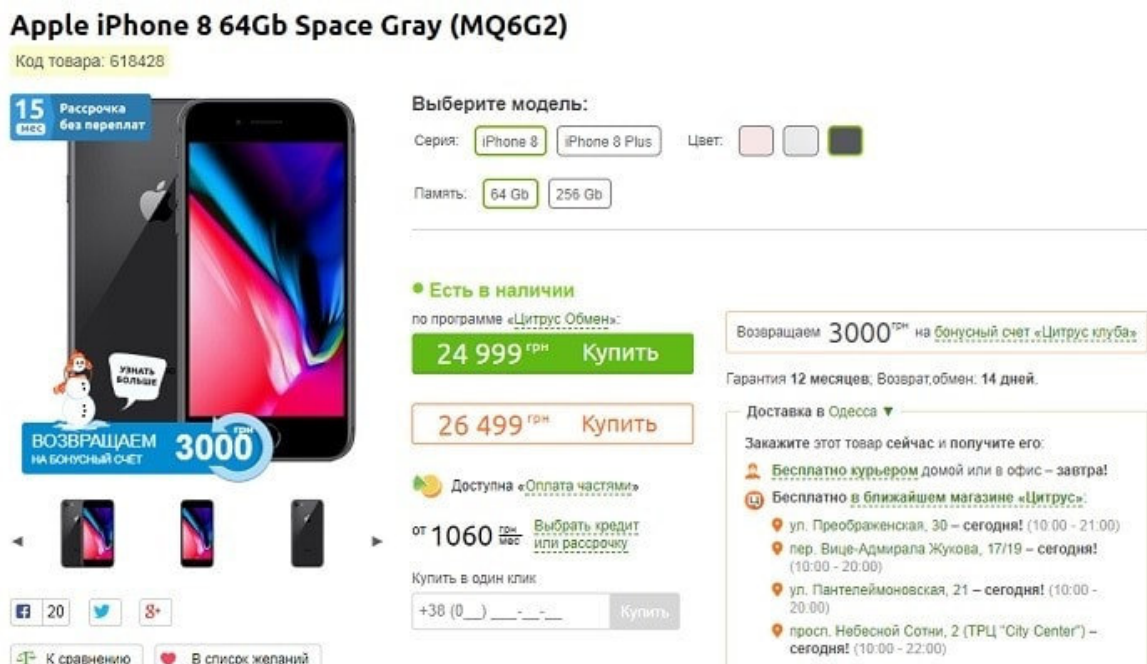 Apple iPhone 8 64Gb Space Gray (MQ6G2)
Код товара: 618428
15 мес
Рассрочка
без переплат
УЗНАТЬ
БОЛЬШЕ
ВОЗВРАЩАЕМ
НА БОНУСНЫЙ СЧЕТ
3000 грн
20
8+
К сравнению
В список желаний
Выберите модель:
Серия: iPhone 8 iPhone 8 Plus Цвет:
Память: 64 Gb 256 Gb
Есть в наличии
по программе «Цитрус Обмен»:
24 999 грн Купить
26 499 грн Купить
Доступна «Оплата частями»
от 1060 грн мес
Выбрать кредит
или рассрочку
Купить в один клик
+38 (0__) ___-__-__ Купить
Возвращаем 3000 грн на бонусный счет «Цитрус клуба»
Гарантия 12 месяцев; Возврат,обмен: 14 дней.
Доставка в Одесса ▼
Закажите этот товар сейчас и получите его:
Бесплатно курьером домой или в офис – завтра!
Бесплатно в ближайшем магазине «Цитрус»:
ул. Преображенская, 30 – сегодня! (10:00 - 21:00)
пер. Вице-Адмирала Жукова, 17/19 – сегодня!
(10:00 - 20:00)
ул. Пантелеймоновская, 21 – сегодня! (10:00 -
20:00)
просп. Небесной Сотни, 2 (ТРЦ "City Center") –
сегодня! (10:00 - 22:00)